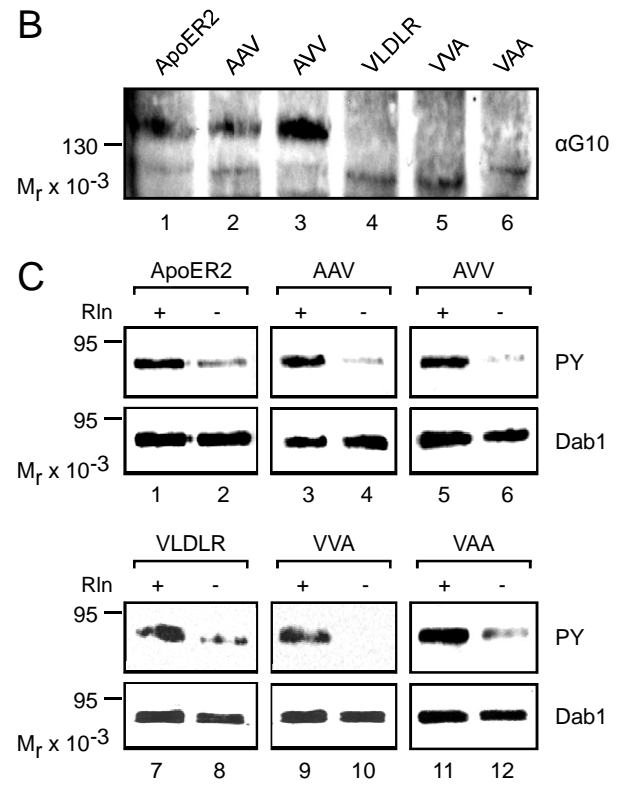 B
ApoER2 AAV AVV VLDLR VVA VAA
130
αG10
Mr x 10-3
1 2 3 4 5 6
C
ApoER2 AAV AVV
Rln + - + - + -
95
PY
95
Dab1
Mr x 10-3
1 2 3 4 5 6
VLDLR VVA VAA
Rln + - + - + -
95
PY
95
Dab1
Mr x 10-3
7 8 9 10 11 12